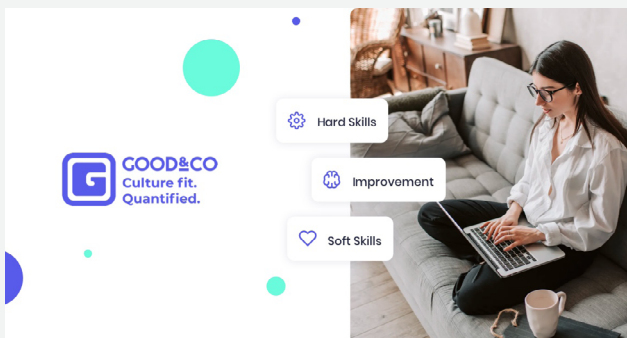 GOOD&CO
Culture fit.
Quantified.
Hard Skills
Improvement
Soft Skills